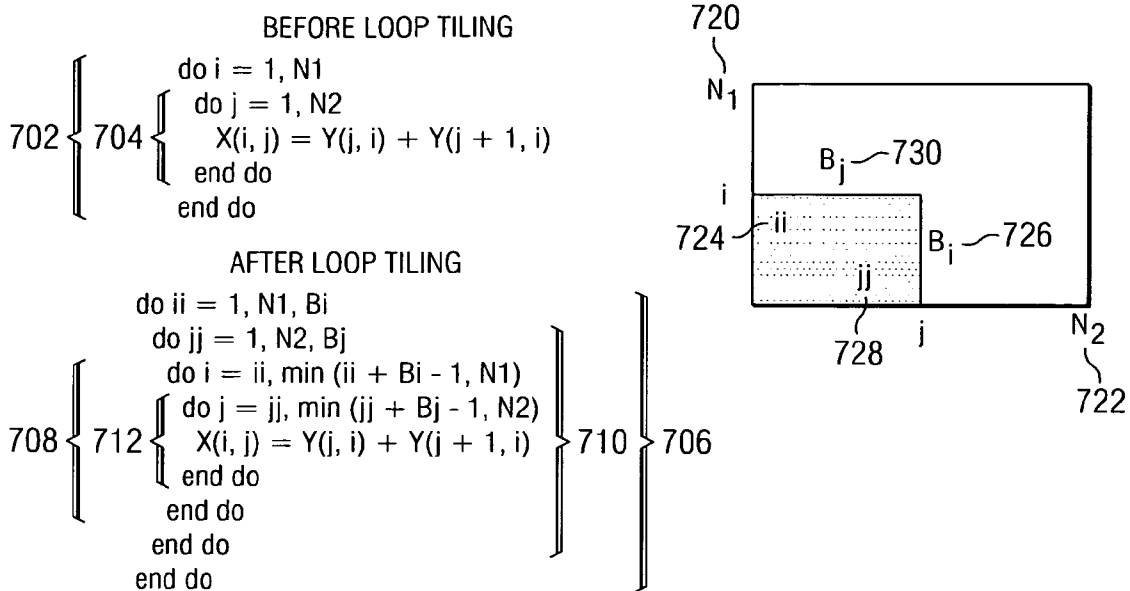 BEFORE LOOP TILING
do i = 1, N1
do j = 1, N2
702 704 X(i, j) = Y(j, i) + Y(j + 1, i)
end do
end do
AFTER LOOP TILING
do ii = 1, N1, Bi
do jj = 1, N2, Bj
do i = ii, min (ii + Bi - 1, N1)
do j = jj, min (jj + Bj - 1, N2)
708 712 X(i, j) = Y(j, i) + Y(j + 1, i) 710 706
end do
end do
end do
end do
720
N1
Bj 730
i
724 ii
Bi 726
jj
728
j
N2
722